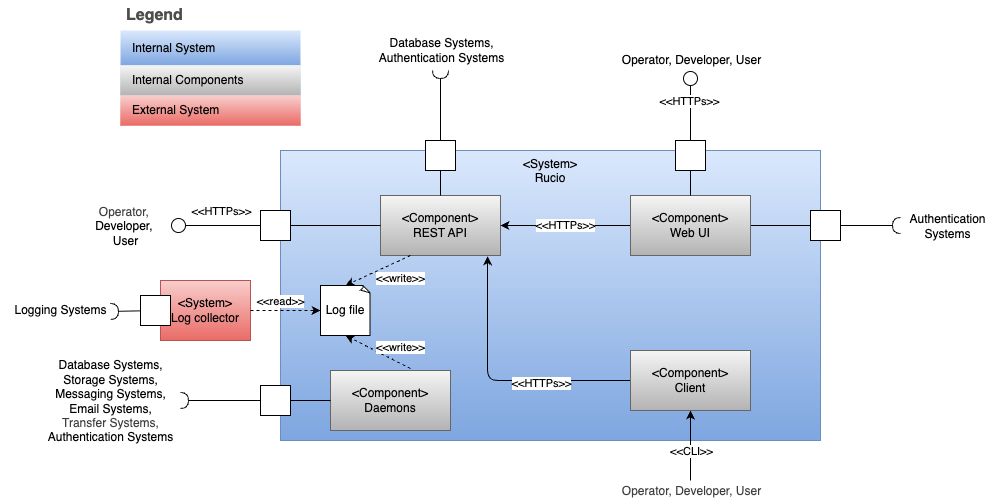 Legend
Internal System
Internal Components
External System
Database Systems,
Authentication Systems
Operator, Developer, User
<<HTTPs>>
<System>
Rucio
Operator,
Developer,
User
<<HTTPs>>
<Component>
REST API
<<HTTPs>>
<Component>
Web UI
Authentication
Systems
<<write>>
Logging Systems
<System>
Log collector
<<read>>
Log file
<<write>>
Database Systems,
Storage Systems,
Messaging Systems,
Email Systems,
Transfer Systems,
Authentication Systems
<Component>
Daemons
<<HTTPs>>
<Component>
Client
<<CLI>>
Operator, Developer, User